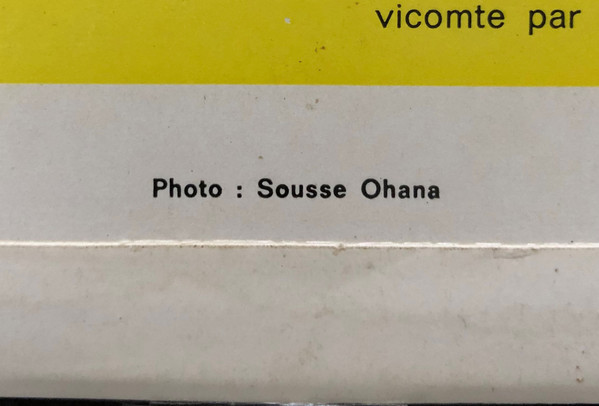 vicomte par
Photo : Sousse Ohana